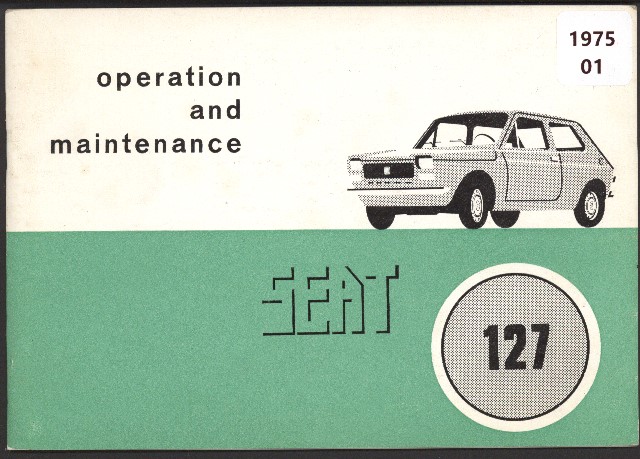 1975
01
operation
and
maintenance
SEAT
127